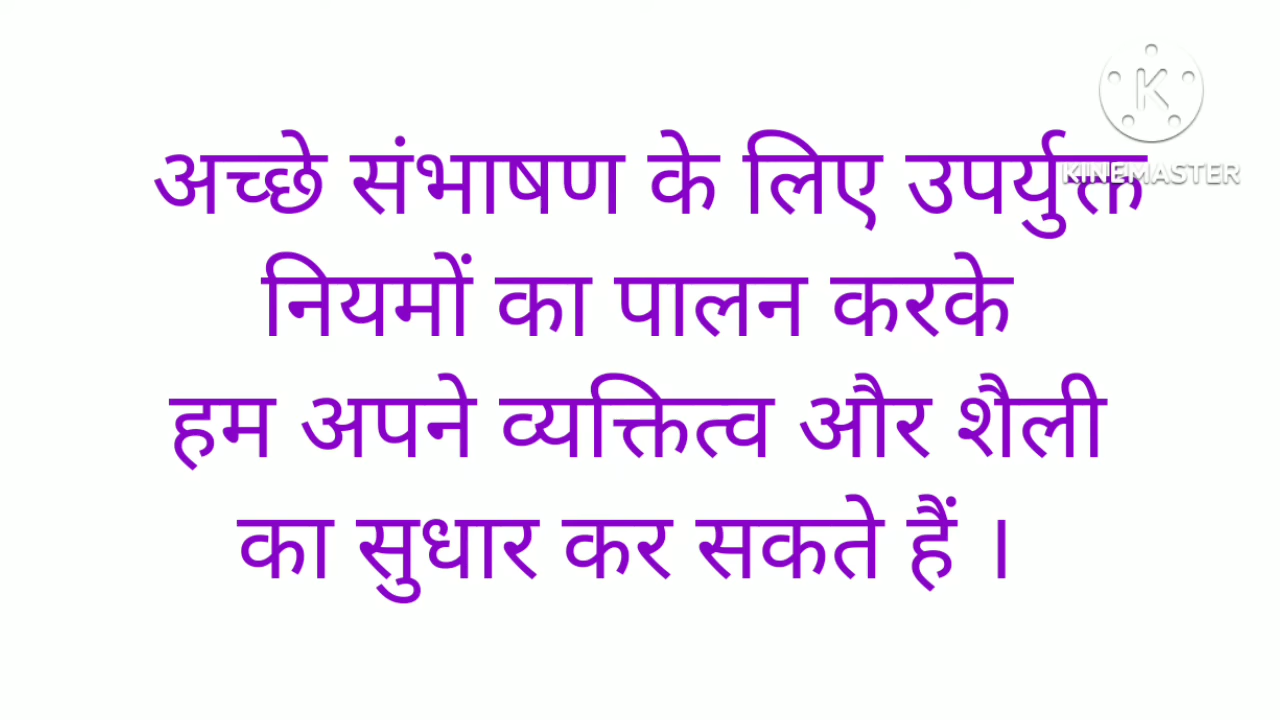 अच्छे संभाषण के लिए उपर्युक्त
KINEMASTER
नियमों का पालन करके
हम अपने व्यक्तित्व और शैली
का सुधार कर सकते हैं ।